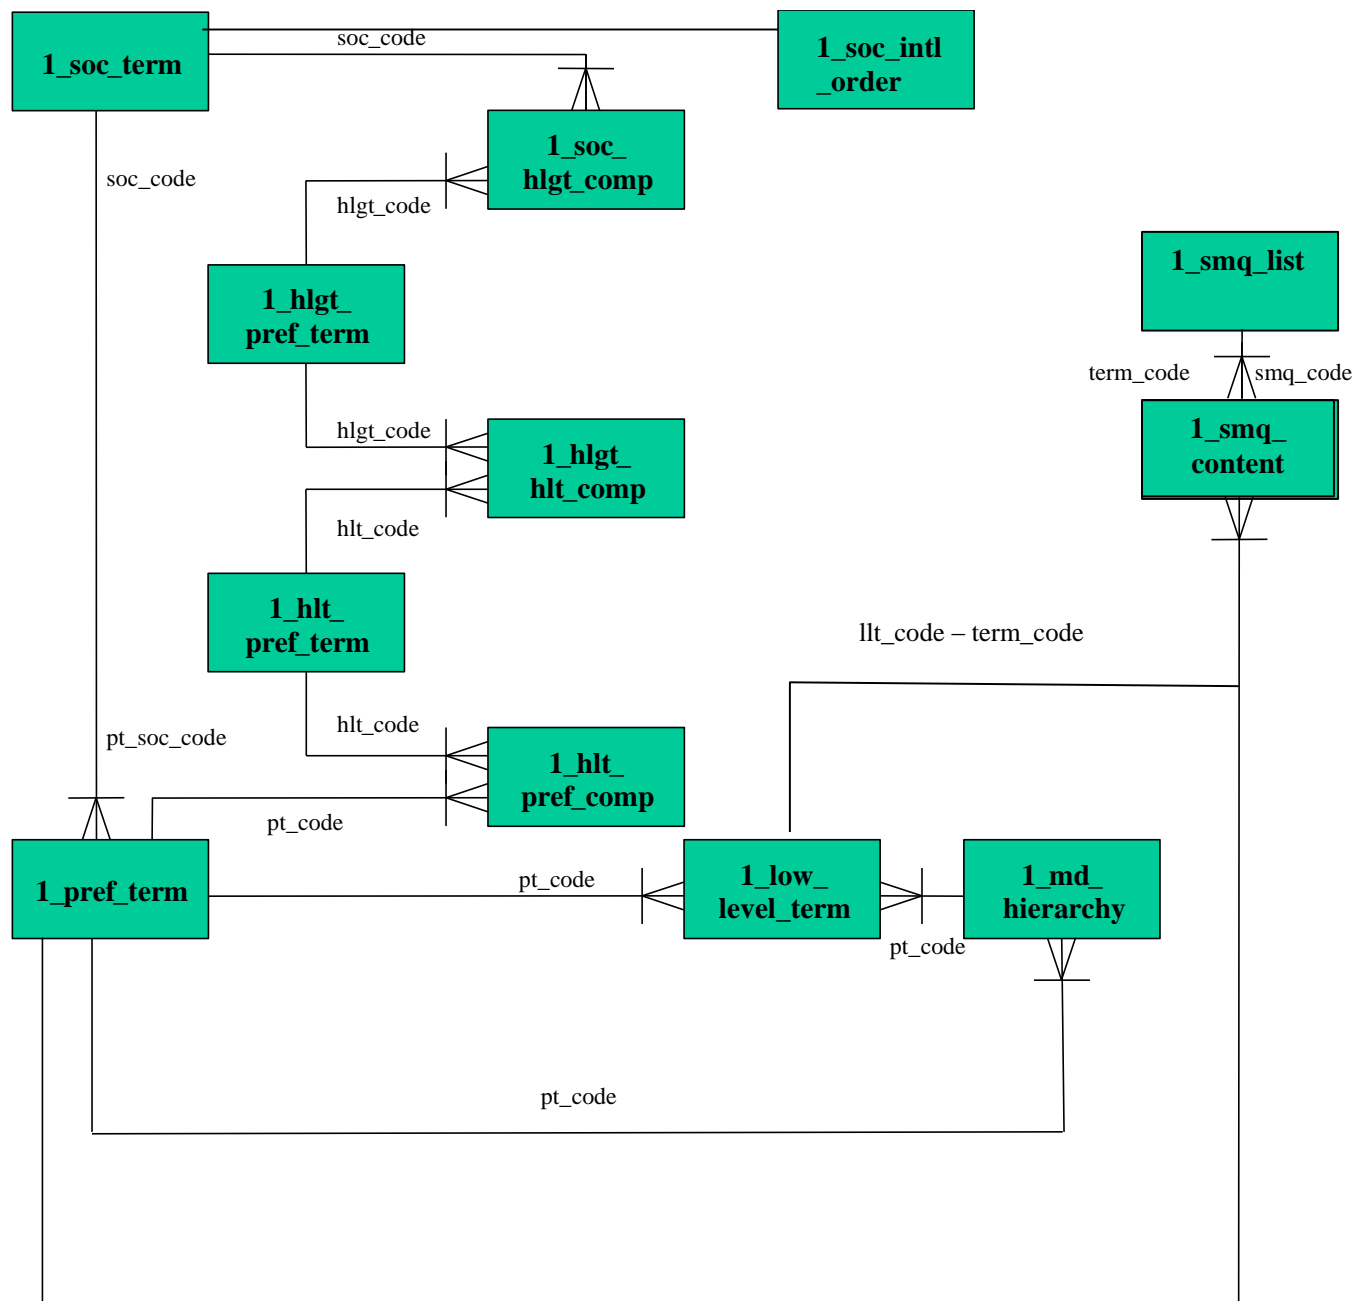 soc_code
1_soc_term
1_soc_intl
_order
1_soc_
hlgt_comp
soc_code
hlgt_code
1_smq_list
1_hlgt_
pref_term
term_code
smq_code
hlgt_code
1_hlgt_
hlt_comp
1_smq_
content
hlt_code
1_hlt_
pref_term
llt_code – term_code
hlt_code
pt_soc_code
1_hlt_
pref_comp
pt_code
1_pref_term
pt_code
1_low_
level_term
1_md_
hierarchy
pt_code
pt_code